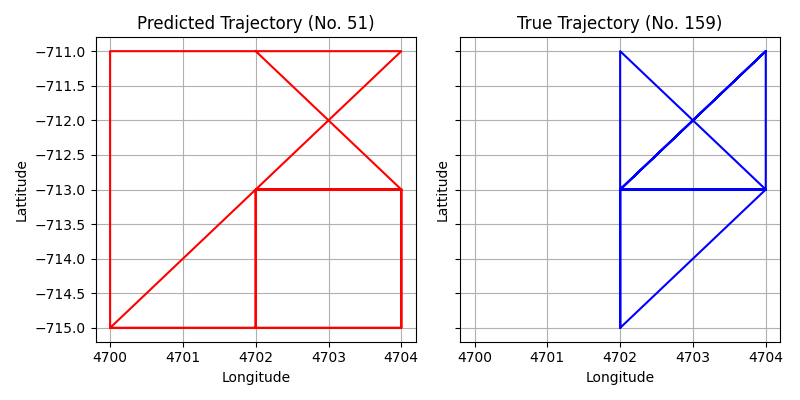 Predicted Trajectory (No. 51)
True Trajectory (No. 159)
−711.0
−711.5
−712.0
−712.5
−713.0
−713.5
−714.0
−714.5
−715.0
Lattitude
Lattitude
4700 4701 4702 4703 4704
4700 4701 4702 4703 4704
Longitude
Longitude